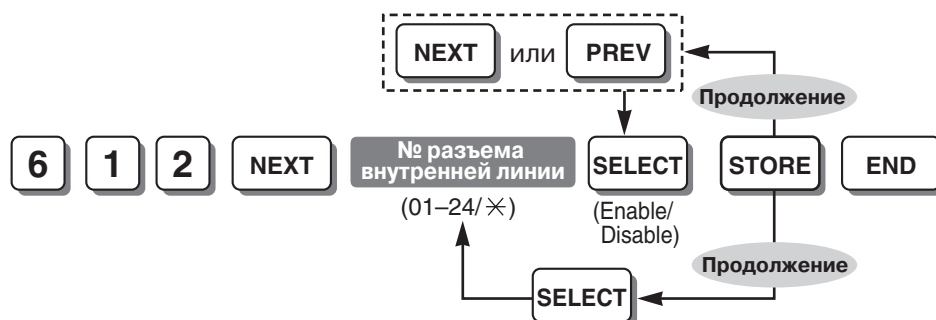 NEXT или PREV
Продолжение
6 1 2 NEXT № разъема внутренней линии SELECT STORE END
(01–24/✳)
(Enable/
Disable)
Продолжение
SELECT